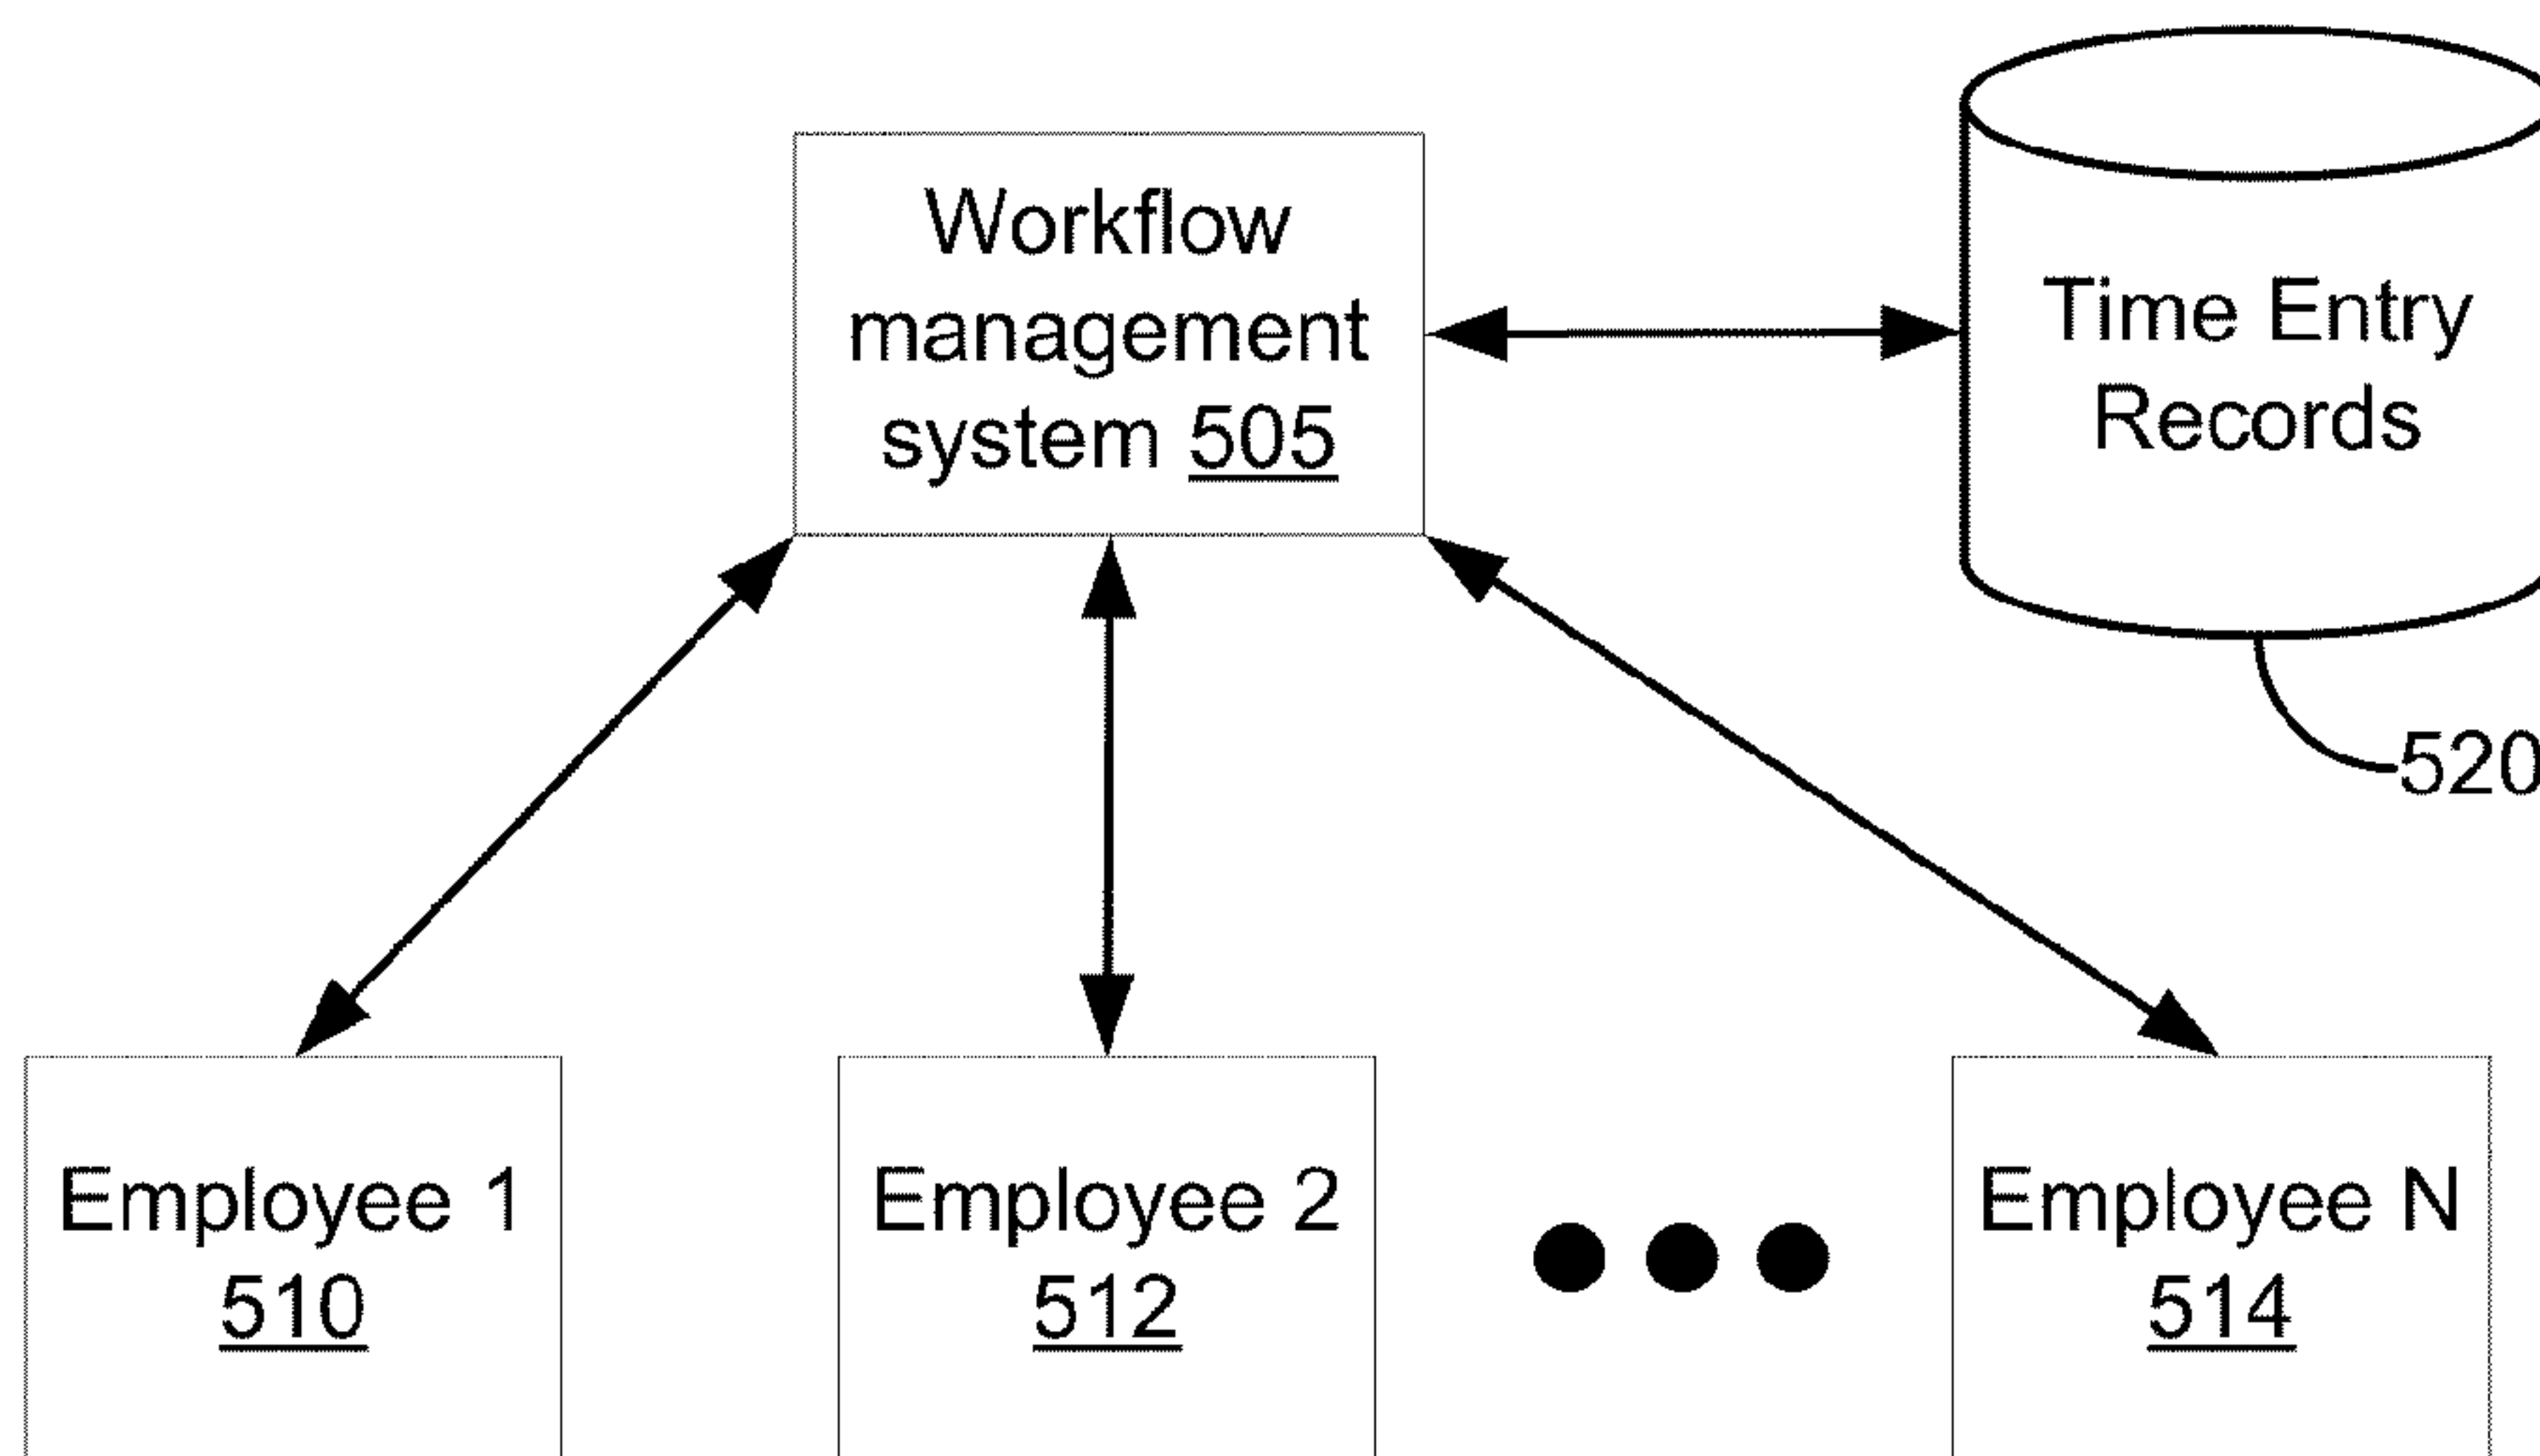 Workflow
management
system 505
Time Entry
Records
520
Employee 1
510
Employee 2
512
Employee N
514